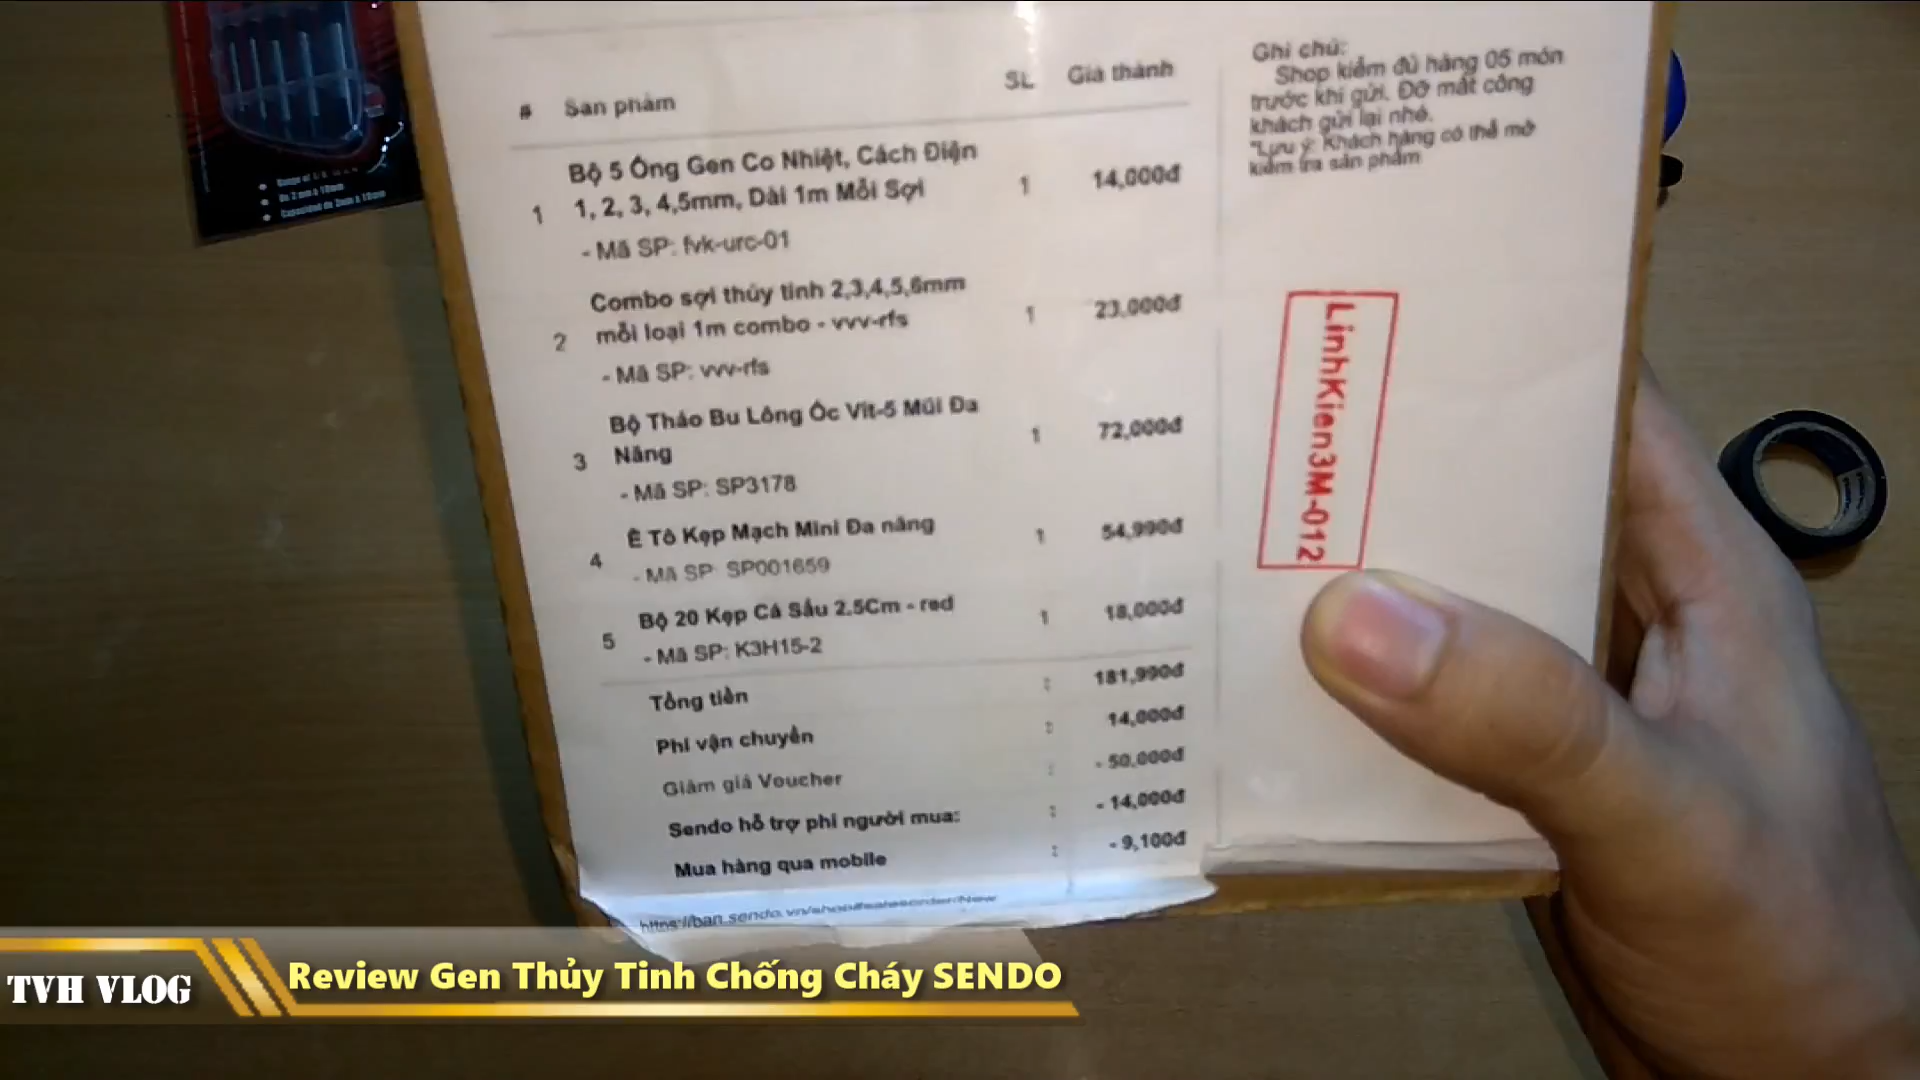 # Sản phẩm SL Giá thành
1 Bộ 5 Ống Gen Co Nhiệt, Cách Điện 1 14,000đ
1, 2, 3, 4,5mm, Dài 1m Mỗi Sợi
- Mã SP: fvk-urc-01
2 Combo sợi thủy tinh 2,3,4,5,6mm 1 23,000đ
mỗi loại 1m combo - vvv-rfs
- Mã SP: vvv-rfs
3 Bộ Tháo Bu Lông Ốc Vít-5 Mũi Đa 1 72,000đ
Năng
- Mã SP: SP3178
4 Ê Tô Kẹp Mạch Mini Đa năng 1 54,990đ
- Mã SP: SP001659
5 Bộ 20 Kẹp Cá Sấu 2.5Cm - red 1 18,000đ
- Mã SP: K3H15-2
Tổng tiền : 181,990đ
Phí vận chuyển : 14,000đ
Giảm giá Voucher : - 50,000đ
Sendo hỗ trợ phí người mua: : - 14,000đ
Mua hàng qua mobile : - 9,100đ
https://ban.sendo.vn/shop#salesorder/New
Ghi chú:
Shop kiểm đủ hàng 05 món
trước khi gửi. Đỡ mất công
khách gửi lại nhé.
*Lưu ý: Khách hàng có thể mở
kiểm tra sản phẩm
LinhKien3M-012
TVH VLOG
Review Gen Thủy Tinh Chống Cháy SENDO